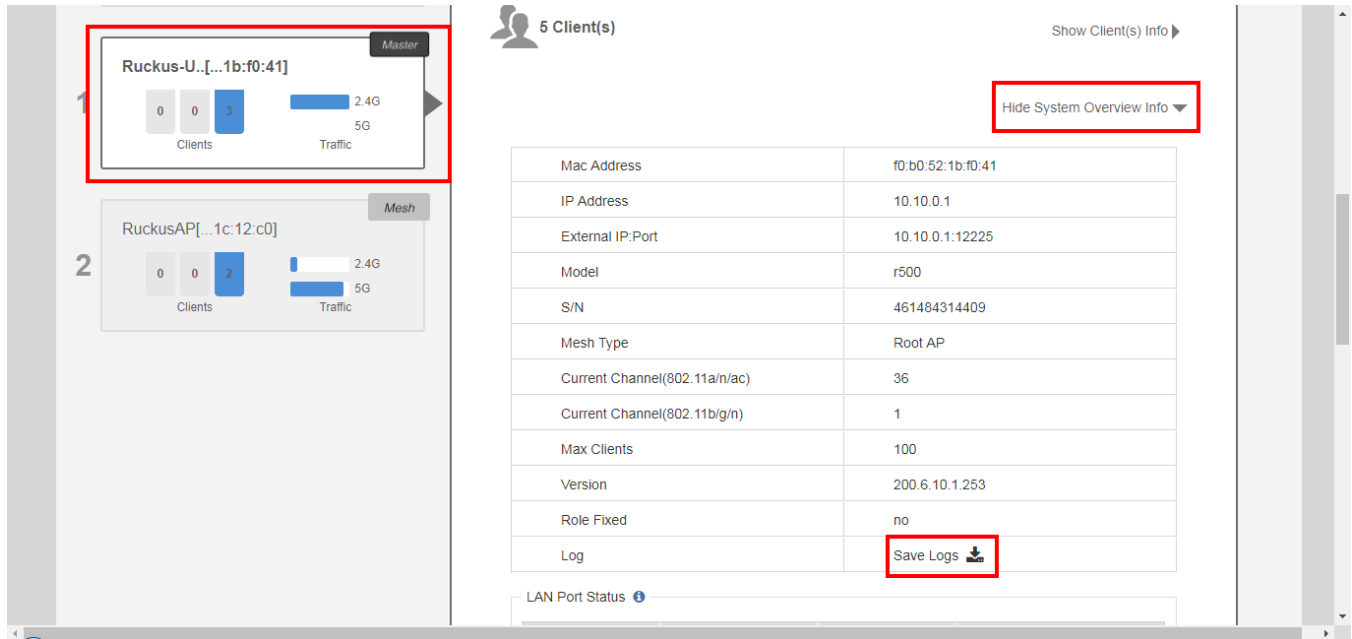 Master
Ruckus-U..[...1b:f0:41]
1
0 0 3
2.4G
5G
Clients Traffic
Mesh
RuckusAP[...1c:12:c0]
2
0 0 2
2.4G
5G
Clients Traffic
5 Client(s)
Show Client(s) Info
Hide System Overview Info
Mac Address f0:b0:52:1b:f0:41
IP Address 10.10.0.1
External IP:Port 10.10.0.1:12225
Model r500
S/N 461484314409
Mesh Type Root AP
Current Channel(802.11a/n/ac) 36
Current Channel(802.11b/g/n) 1
Max Clients 100
Version 200.6.10.1.253
Role Fixed no
Log Save Logs
LAN Port Status